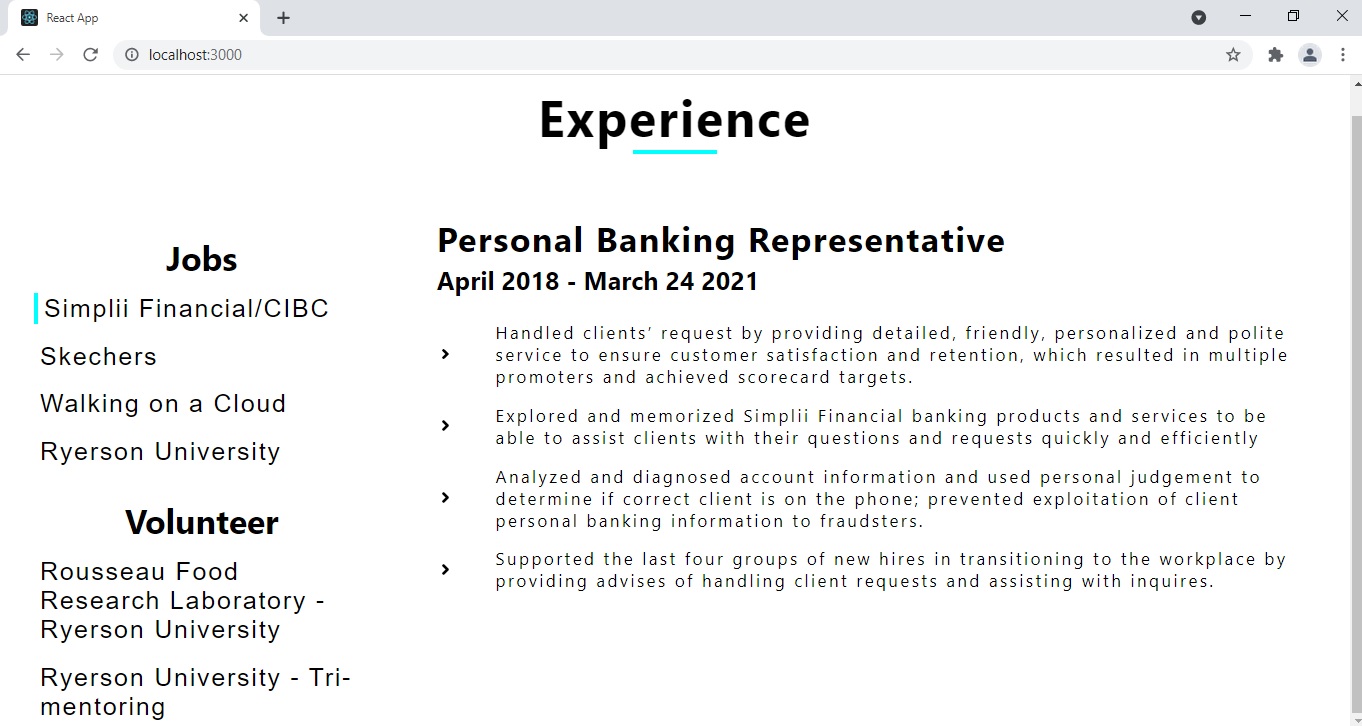 React App
localhost:3000
Experience
Jobs
Simplii Financial/CIBC
Skechers
Walking on a Cloud
Ryerson University
Volunteer
Rousseau Food
Research Laboratory -
Ryerson University
Ryerson University - Tri-
mentoring
Personal Banking Representative
April 2018 - March 24 2021
Handled clients’ request by providing detailed, friendly, personalized and polite
service to ensure customer satisfaction and retention, which resulted in multiple
promoters and achieved scorecard targets.
Explored and memorized Simplii Financial banking products and services to be
able to assist clients with their questions and requests quickly and efficiently
Analyzed and diagnosed account information and used personal judgement to
determine if correct client is on the phone; prevented exploitation of client
personal banking information to fraudsters.
Supported the last four groups of new hires in transitioning to the workplace by
providing advises of handling client requests and assisting with inquires.